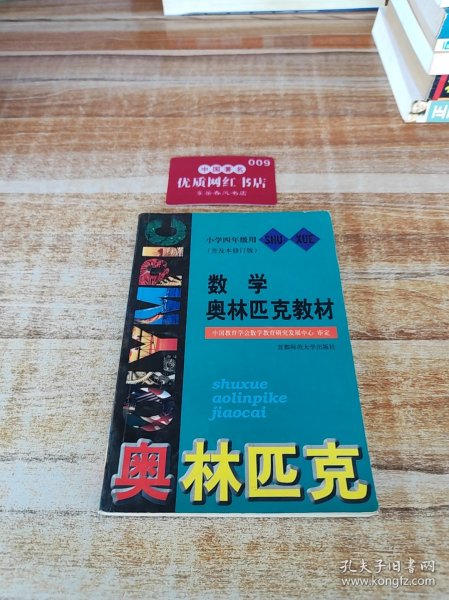 009
中国著名
优质网红书店
小学四年级用
SHU XUE
(普及本修订版)
数学
奥林匹克教材
中国教育学会数学教育研究发展中心 审定
首都师范大学出版社
shuxue
aolinpike
jiaocai
奥林匹克
正
孔夫子旧书网
www.kongfz.com